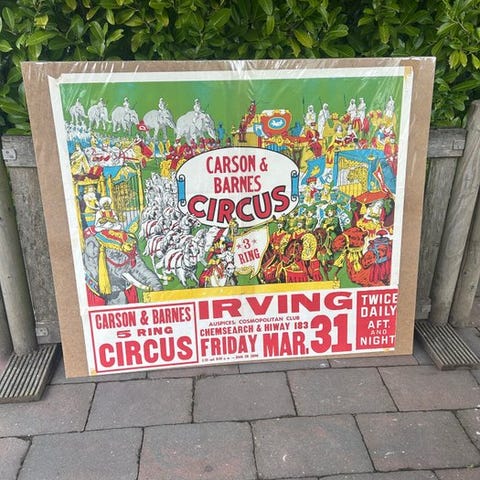 CARSON &
BARNES
CIRCUS
3
RING
CARSON & BARNES
5 RING
CIRCUS
IRVING
AUSPICES: COSMOPOLITAN CLUB
CHEMSEARCH & HIWAY 183
FRIDAY MAR. 31
TWICE
DAILY
AFT.
AND
NIGHT